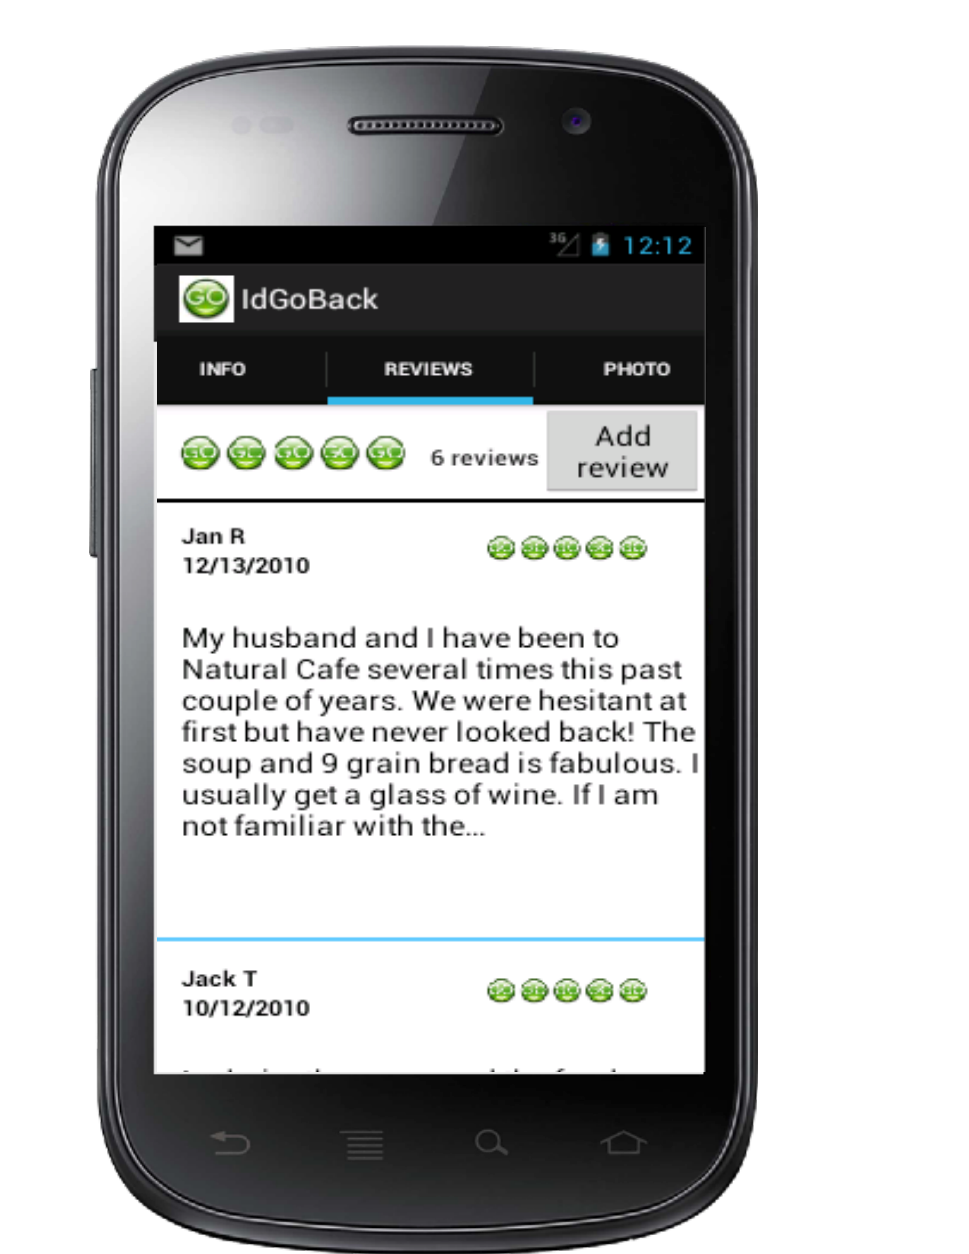 3G 12:12
GO IdGoBack
INFO REVIEWS PHOTO
GO GO GO GO GO 6 reviews Add review
Jan R
12/13/2010
My husband and I have been to
Natural Cafe several times this past
couple of years. We were hesitant at
first but have never looked back! The
soup and 9 grain bread is fabulous. I
usually get a glass of wine. If I am
not familiar with the...
Jack T
10/12/2010